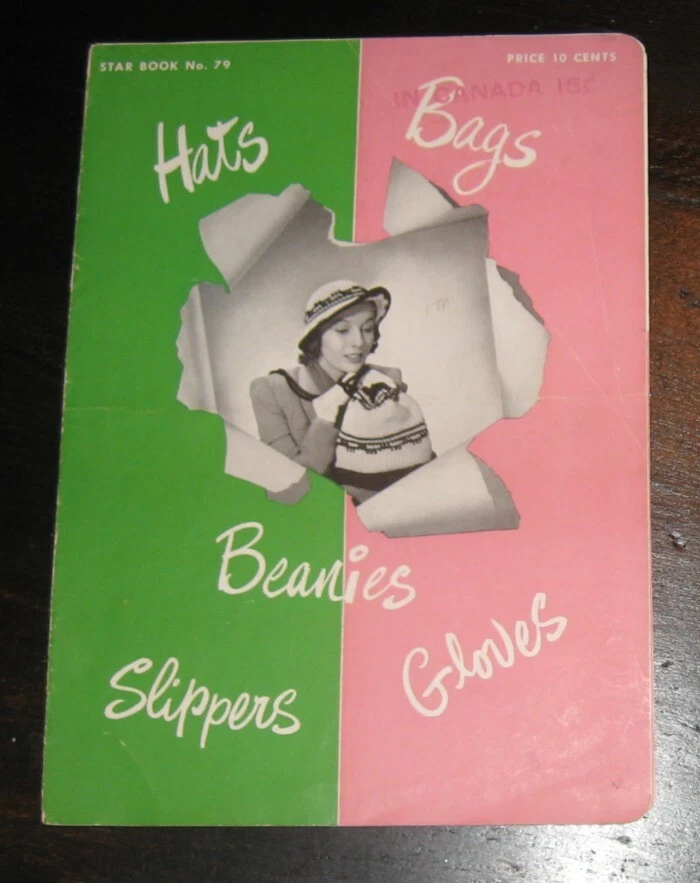 STAR BOOK No. 79
PRICE 10 CENTS
IN CANADA 15¢
Hats
Bags
Beanies
Gloves
Slippers